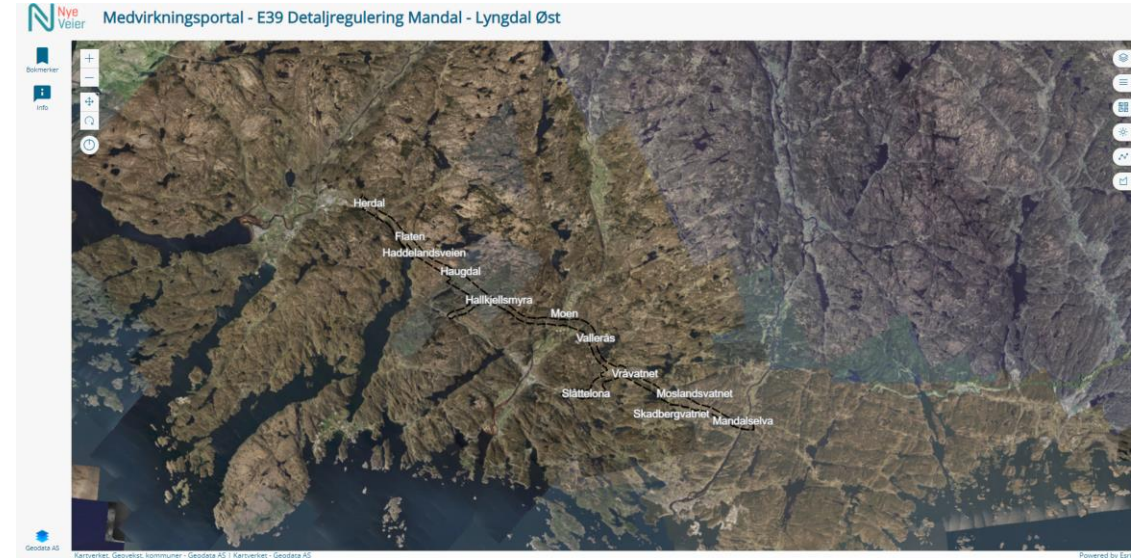 Nye
Veier
Medvirkningsportal - E39 Detaljregulering Mandal - Lyngdal Øst
Bokmerker
Info
Herdal
Flaten
Haddelandsveien
Haugdal
Hallkjellsmyra
Moen
Vallerås
Vråvatnet
Slåttelona
Moslandsvatnet
Skadbergvatnet
Mandalselva
Geodata AS
Kartverket, Geovekst, kommuner - Geodata AS | Kartverket - Geodata AS
Powered by Esri